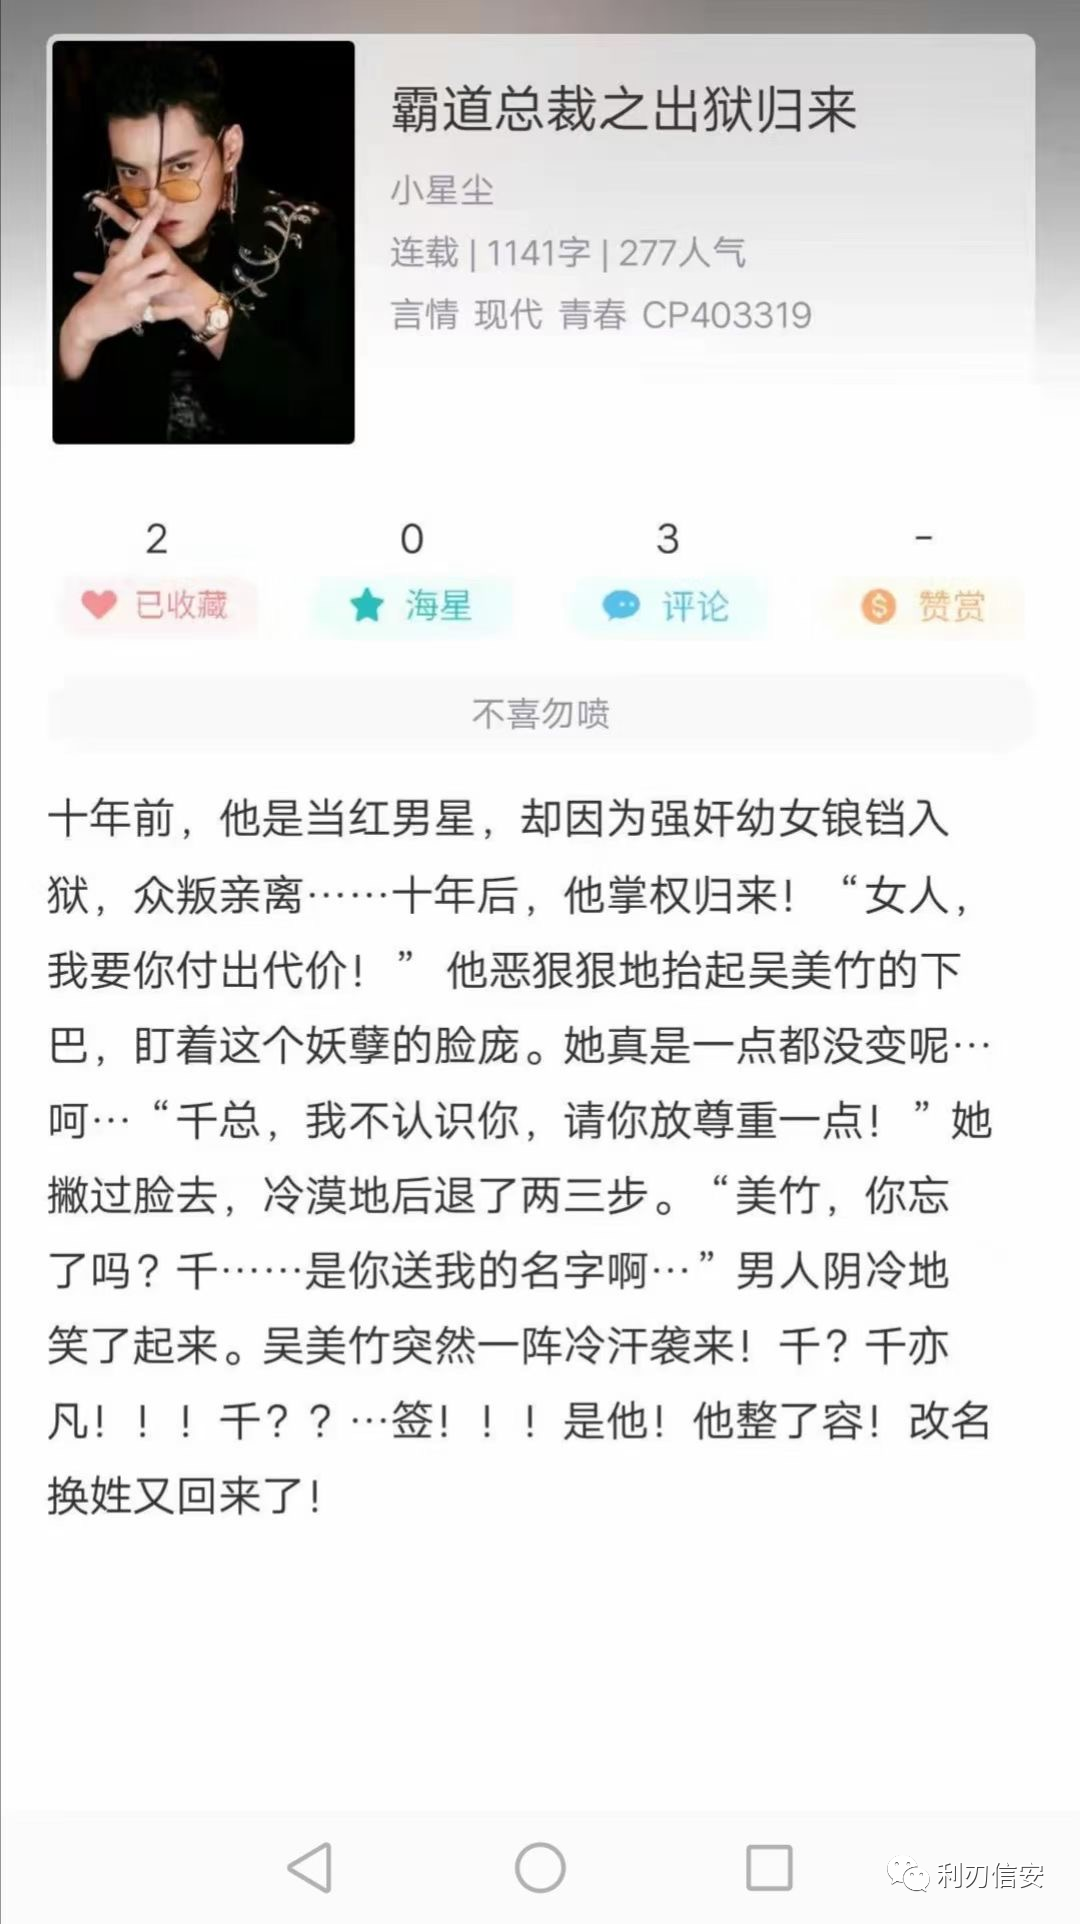 霸道总裁之出狱归来
小星尘
连载 | 1141字 | 277人气
言情 现代 青春 CP403319
2 0 3 -
已收藏 海星 评论 赞赏
不喜勿喷
十年前，他是当红男星，却因为强奸幼女锒铛入
狱，众叛亲离……十年后，他掌权归来！“女人，
我要你付出代价！” 他恶狠狠地抬起吴美竹的下
巴，盯着这个妖孽的脸庞。她真是一点都没变呢…
呵…“千总，我不认识你，请你放尊重一点！”她
撇过脸去，冷漠地后退了两三步。“美竹，你忘
了吗？千……是你送我的名字啊…”男人阴冷地
笑了起来。吴美竹突然一阵冷汗袭来！千？千亦
凡！！！千？？…签！！！是他！他整了容！改名
换姓又回来了！
利刃信安